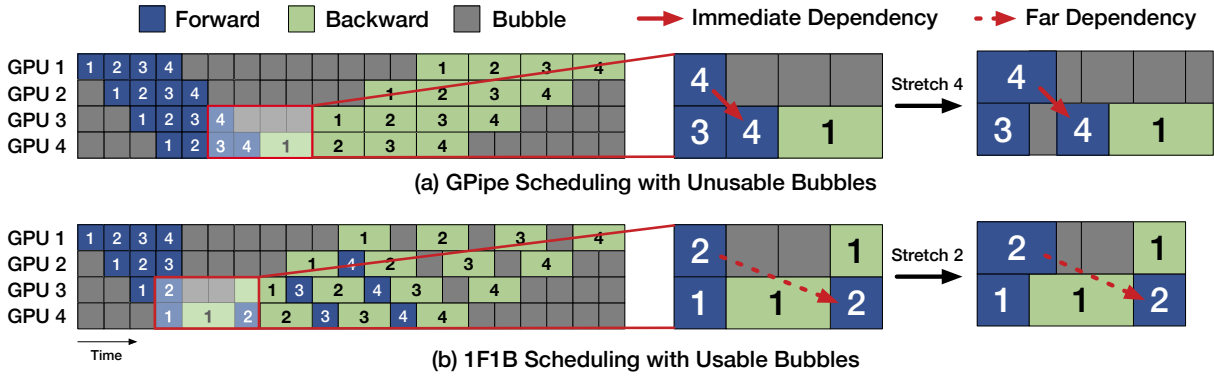 Forward Backward Bubble Immediate Dependency Far Dependency
GPU 1 1 2 3 4 1 2 3 4
GPU 2 1 2 3 4 1 2 3 4
GPU 3 1 2 3 4 1 2 3 4
GPU 4 1 2 3 4 1 2 3 4
4
3 4 1
Stretch 4
4
3 4 1
(a) GPipe Scheduling with Unusable Bubbles
GPU 1 1 2 3 4 1 2 3 4
GPU 2 1 2 3 1 4 2 3 4
GPU 3 1 2 1 3 2 4 3 4
GPU 4 1 1 2 2 3 3 4 4
2 1
1 1 2
Stretch 2
2 1
1 1 2
Time
(b) 1F1B Scheduling with Usable Bubbles